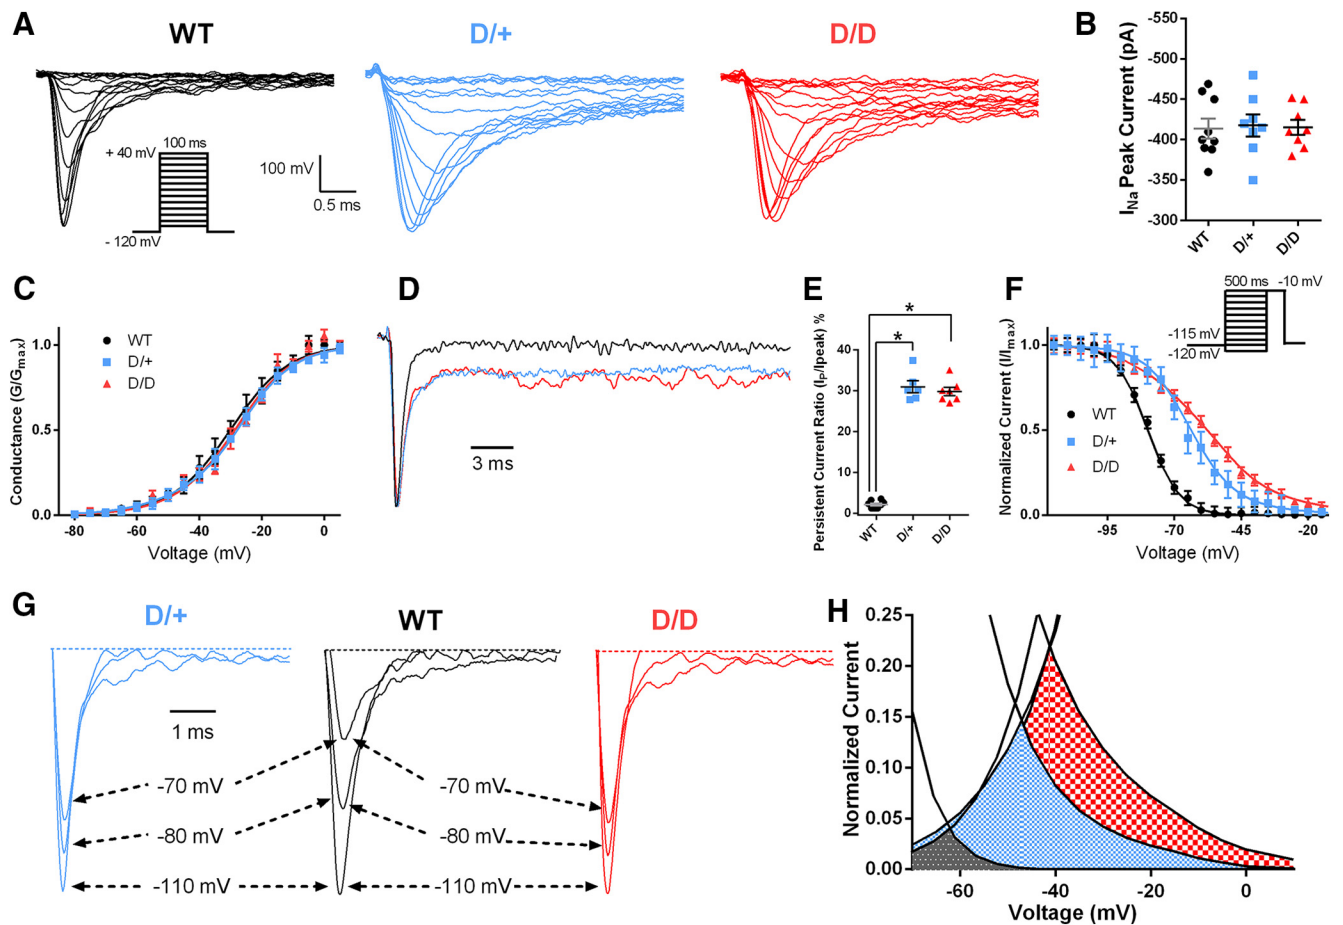 A
WT
D/+
D/D
+ 40 mV
100 ms
- 120 mV
100 mV
0.5 ms
B
INa Peak Current (pA)
-550
-500
-450
-400
-350
-300
WT
D/+
D/D
C
Conductance (G/Gmax)
1.0
0.5
0.0
WT
D/+
D/D
-80
-60
-40
-20
0
Voltage (mV)
D
3 ms
E
Persistent Current Ratio (IP/Ipeak) %
40
30
20
10
0
*
*
WT
D/+
D/D
F
500 ms
-10 mV
-115 mV
-120 mV
Normalized Current (I/Imax)
1.0
0.5
0.0
WT
D/+
D/D
-95
-70
-45
-20
Voltage (mV)
G
D/+
WT
D/D
1 ms
-70 mV
-70 mV
-80 mV
-80 mV
-110 mV
-110 mV
H
Normalized Current
0.25
0.20
0.15
0.10
0.05
0.00
-60
-40
-20
0
Voltage (mV)